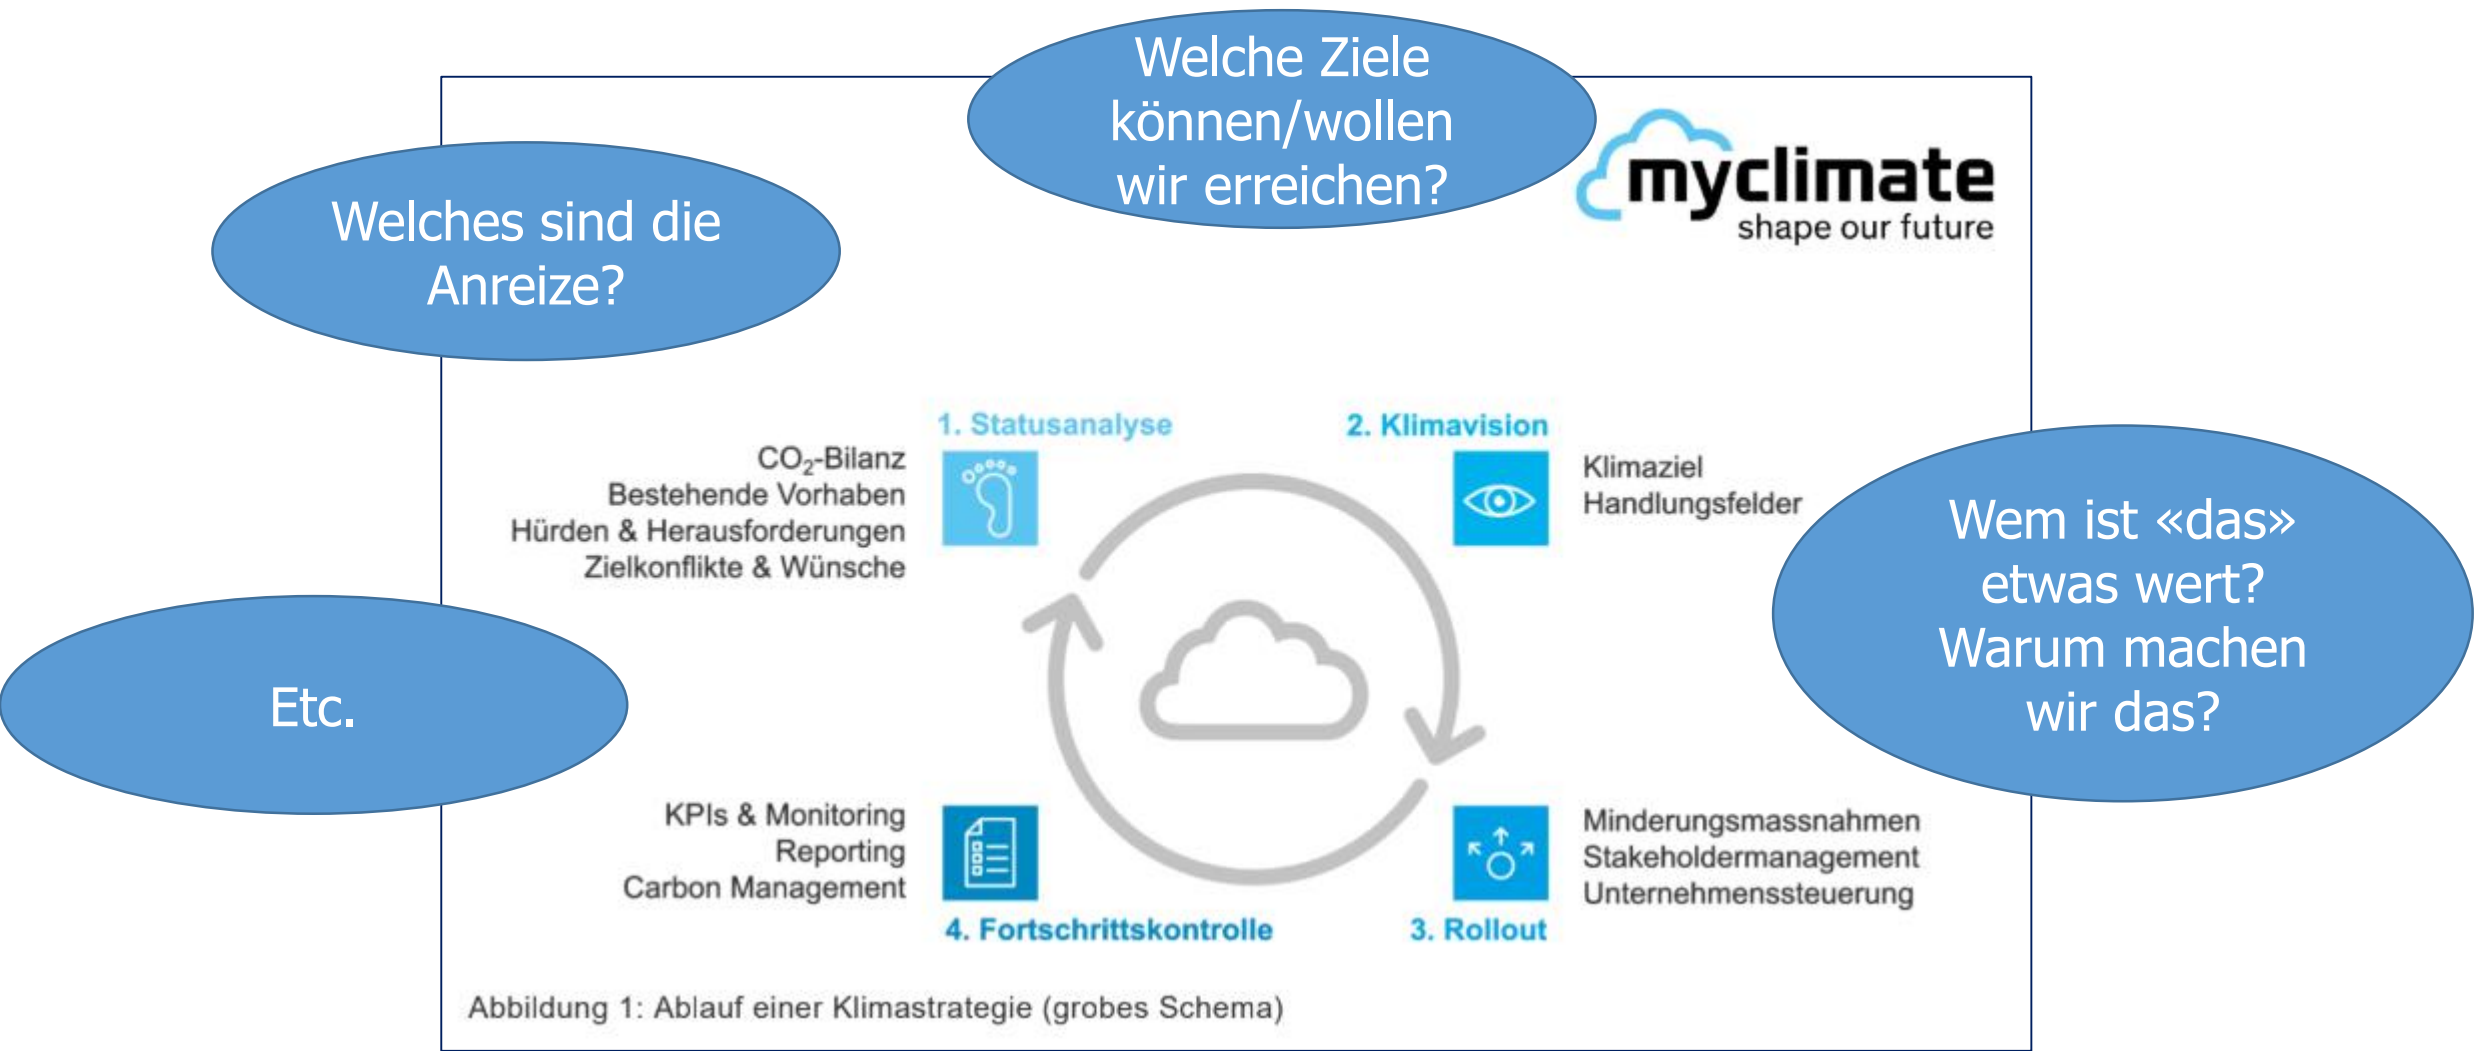 Welche Ziele
können/wollen
wir erreichen?
myclimate
shape our future
Welches sind die
Anreize?
1. Statusanalyse
CO₂-Bilanz
Bestehende Vorhaben
Hürden & Herausforderungen
Zielkonflikte & Wünsche
2. Klimavision
Klimaziel
Handlungsfelder
Wem ist «das»
etwas wert?
Warum machen
wir das?
Etc.
KPIs & Monitoring
Reporting
Carbon Management
4. Fortschrittskontrolle
Minderungsmassnahmen
Stakeholdermanagement
Unternehmenssteuerung
3. Rollout
Abbildung 1: Ablauf einer Klimastrategie (grobes Schema)